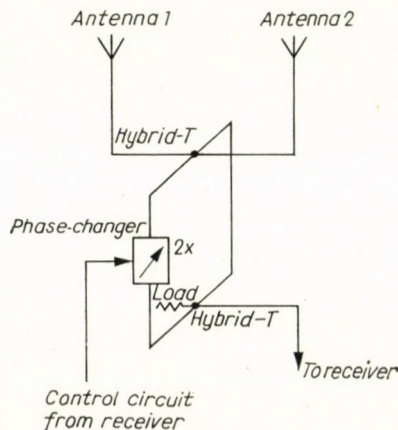 Antenna 1
Antenna 2
Hybrid-T
Phase-changer
2x
Load
Hybrid-T
To receiver
Control circuit
from receiver